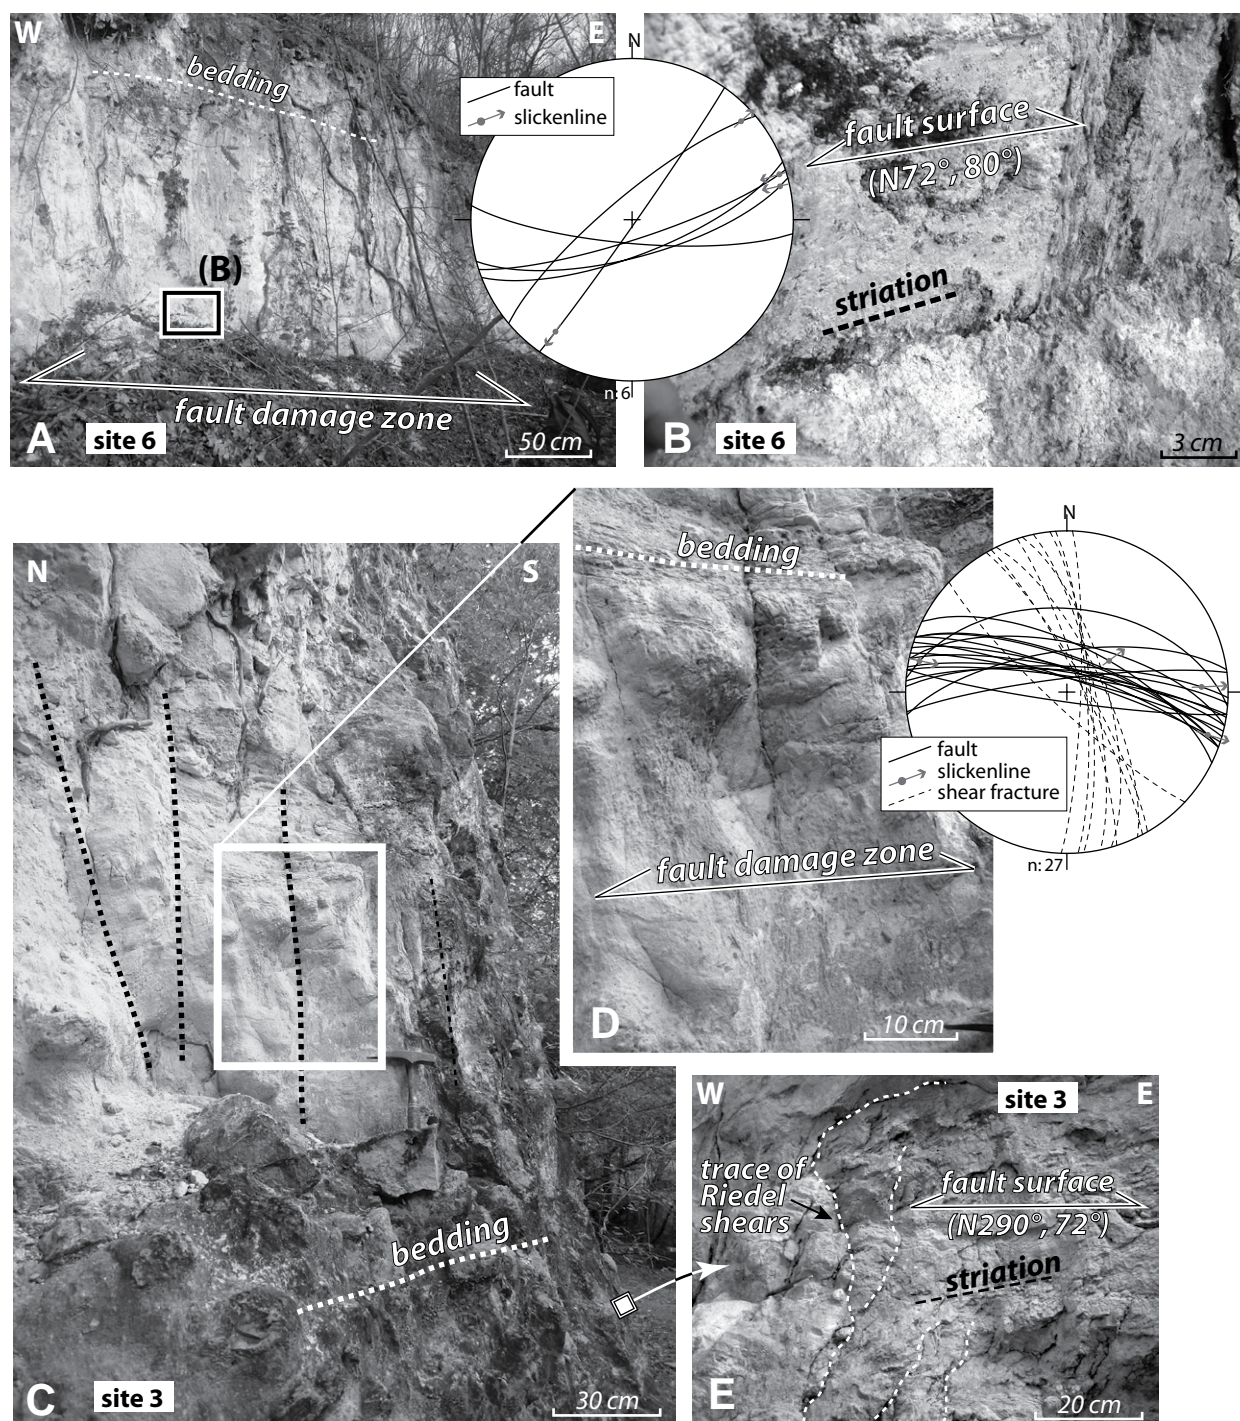 W
E
bedding
(B)
fault damage zone
A
site 6
50 cm
N
fault
slickenline
n: 6
fault surface
(N72°, 80°)
striation
B
site 6
3 cm
N
S
bedding
C
site 3
30 cm
bedding
fault damage zone
D
10 cm
N
fault
slickenline
shear fracture
n: 27
W
site 3
E
trace of
Riedel
shears
fault surface
(N290°, 72°)
striation
E
20 cm